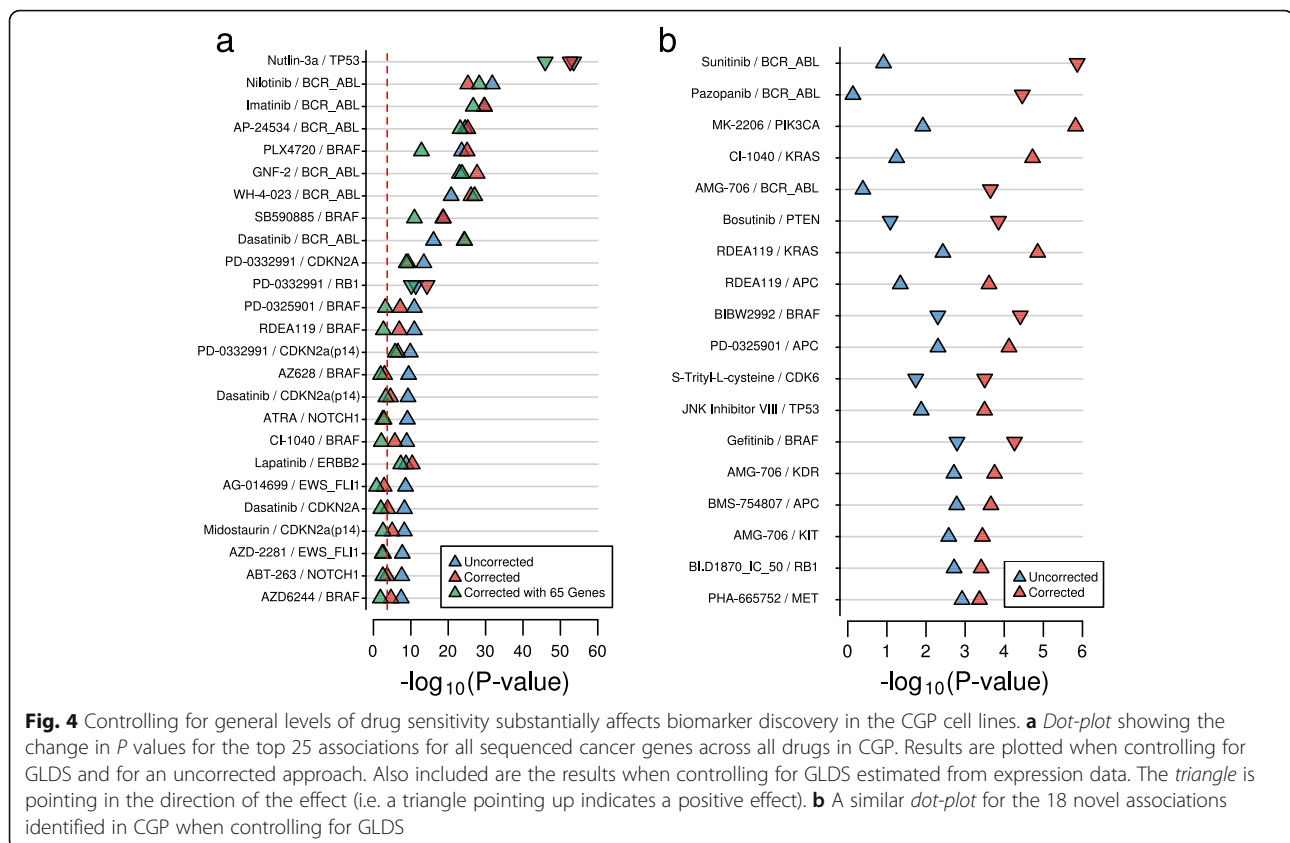 a
Nutlin-3a / TP53
Nilotinib / BCR_ABL
Imatinib / BCR_ABL
AP-24534 / BCR_ABL
PLX4720 / BRAF
GNF-2 / BCR_ABL
WH-4-023 / BCR_ABL
SB590885 / BRAF
Dasatinib / BCR_ABL
PD-0332991 / CDKN2A
PD-0332991 / RB1
PD-0325901 / BRAF
RDEA119 / BRAF
PD-0332991 / CDKN2a(p14)
AZ628 / BRAF
Dasatinib / CDKN2a(p14)
ATRA / NOTCH1
CI-1040 / BRAF
Lapatinib / ERBB2
AG-014699 / EWS_FLI1
Dasatinib / CDKN2A
Midostaurin / CDKN2a(p14)
AZD-2281 / EWS_FLI1
ABT-263 / NOTCH1
AZD6244 / BRAF
Uncorrected
Corrected
Corrected with 65 Genes
0 10 20 30 40 50 60
-log10(P-value)
b
Sunitinib / BCR_ABL
Pazopanib / BCR_ABL
MK-2206 / PIK3CA
CI-1040 / KRAS
AMG-706 / BCR_ABL
Bosutinib / PTEN
RDEA119 / KRAS
RDEA119 / APC
BIBW2992 / BRAF
PD-0325901 / APC
S-Trityl-L-cysteine / CDK6
JNK Inhibitor VIII / TP53
Gefitinib / BRAF
AMG-706 / KDR
BMS-754807 / APC
AMG-706 / KIT
BI.D1870_IC_50 / RB1
PHA-665752 / MET
Uncorrected
Corrected
0 1 2 3 4 5 6
-log10(P-value)
Fig. 4 Controlling for general levels of drug sensitivity substantially affects biomarker discovery in the CGP cell lines. a Dot-plot showing the
change in P values for the top 25 associations for all sequenced cancer genes across all drugs in CGP. Results are plotted when controlling for
GLDS and for an uncorrected approach. Also included are the results when controlling for GLDS estimated from expression data. The triangle is
pointing in the direction of the effect (i.e. a triangle pointing up indicates a positive effect). b A similar dot-plot for the 18 novel associations
identified in CGP when controlling for GLDS